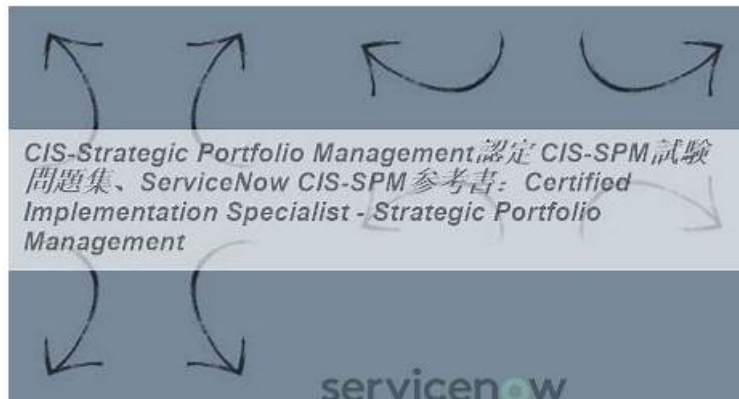 CIS-Strategic Portfolio Management認定 CIS-SPM試験
問題集、ServiceNow CIS-SPM参考書：Certified
Implementation Specialist - Strategic Portfolio
Management
servicenow